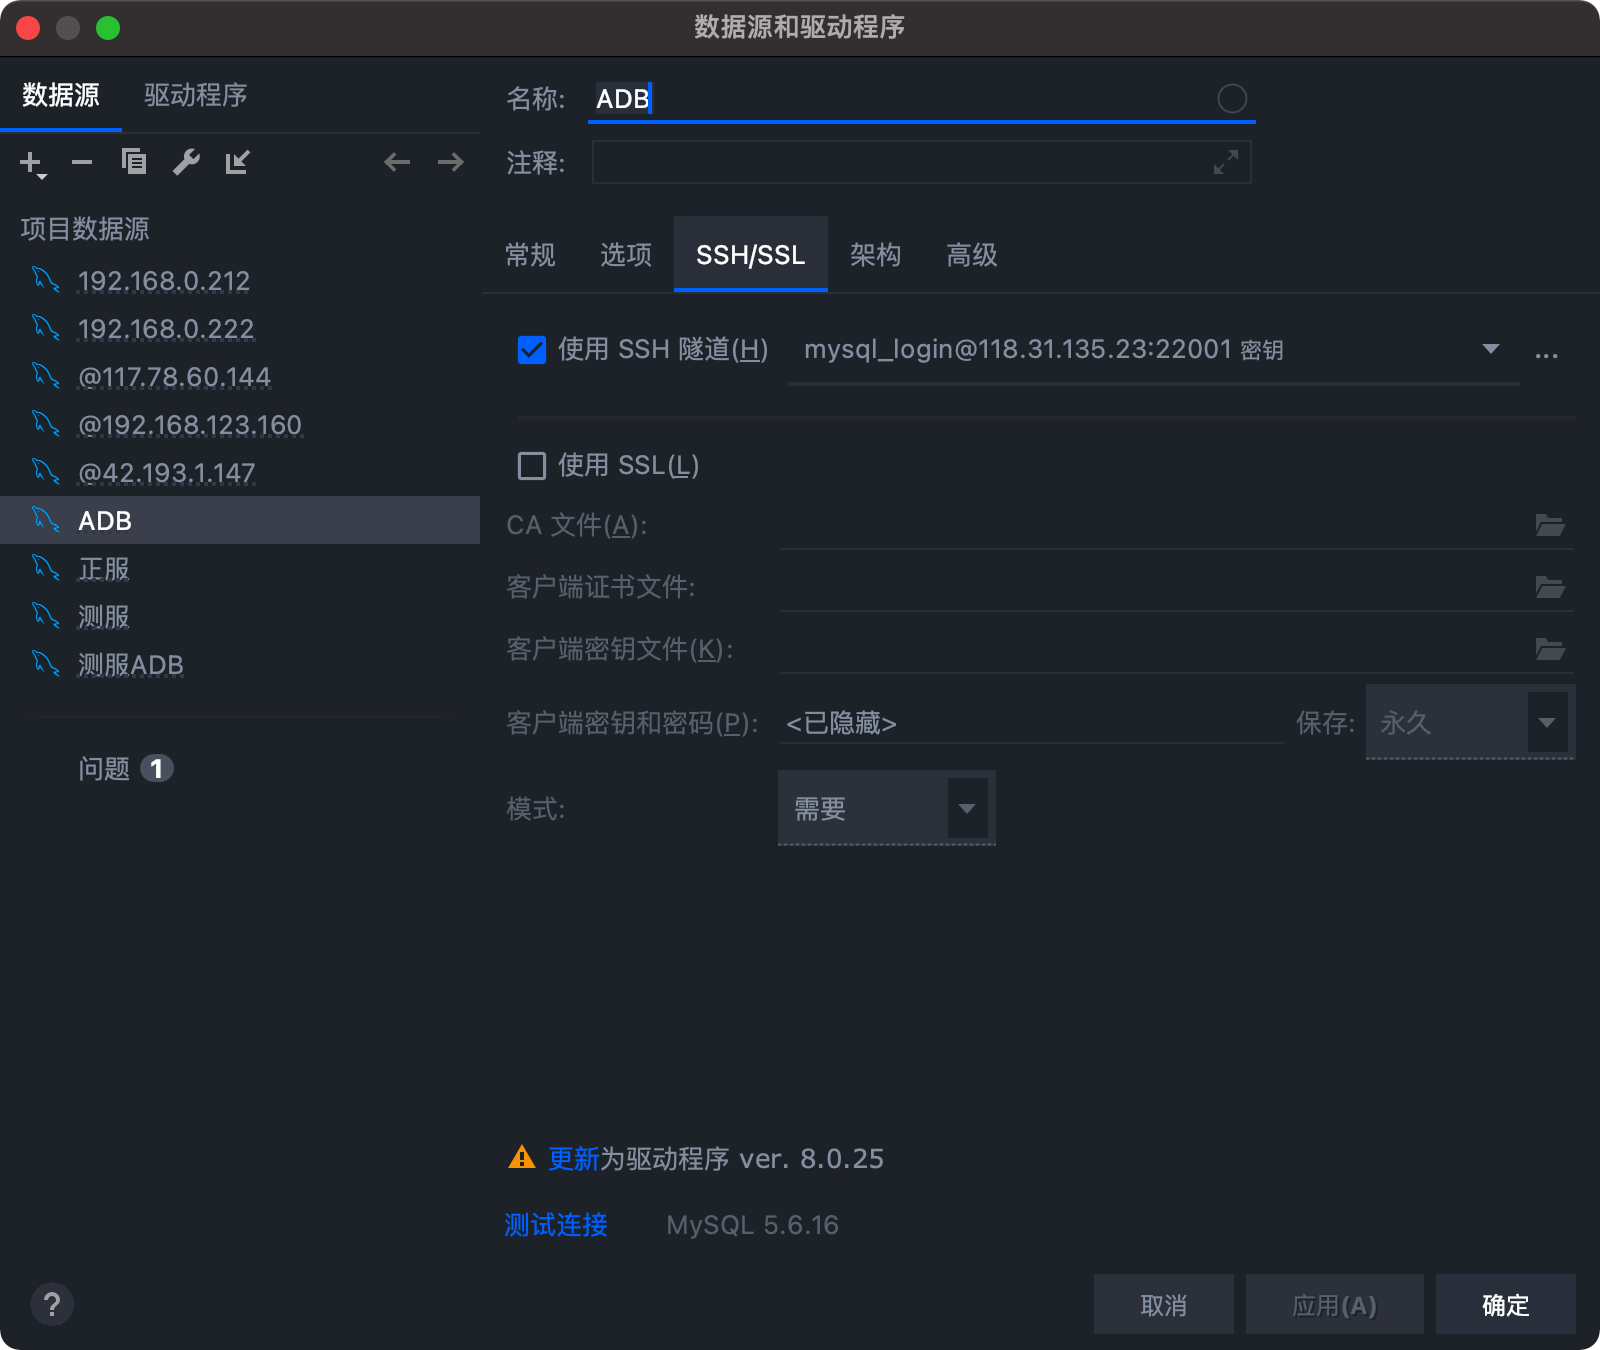 数据源和驱动程序
数据源 驱动程序
项目数据源
192.168.0.212
192.168.0.222
@117.78.60.144
@192.168.123.160
@42.193.1.147
ADB
正服
测服
测服ADB
问题 1
名称: ADB
注释:
常规 选项 SSH/SSL 架构 高级
使用 SSH 隧道(H) mysql_login@118.31.135.23:22001 密钥 ...
使用 SSL(L)
CA 文件(A):
客户端证书文件:
客户端密钥文件(K):
客户端密钥和密码(P): <已隐藏> 保存: 永久
模式: 需要
更新为驱动程序 ver. 8.0.25
测试连接 MySQL 5.6.16
? 取消 应用(A) 确定